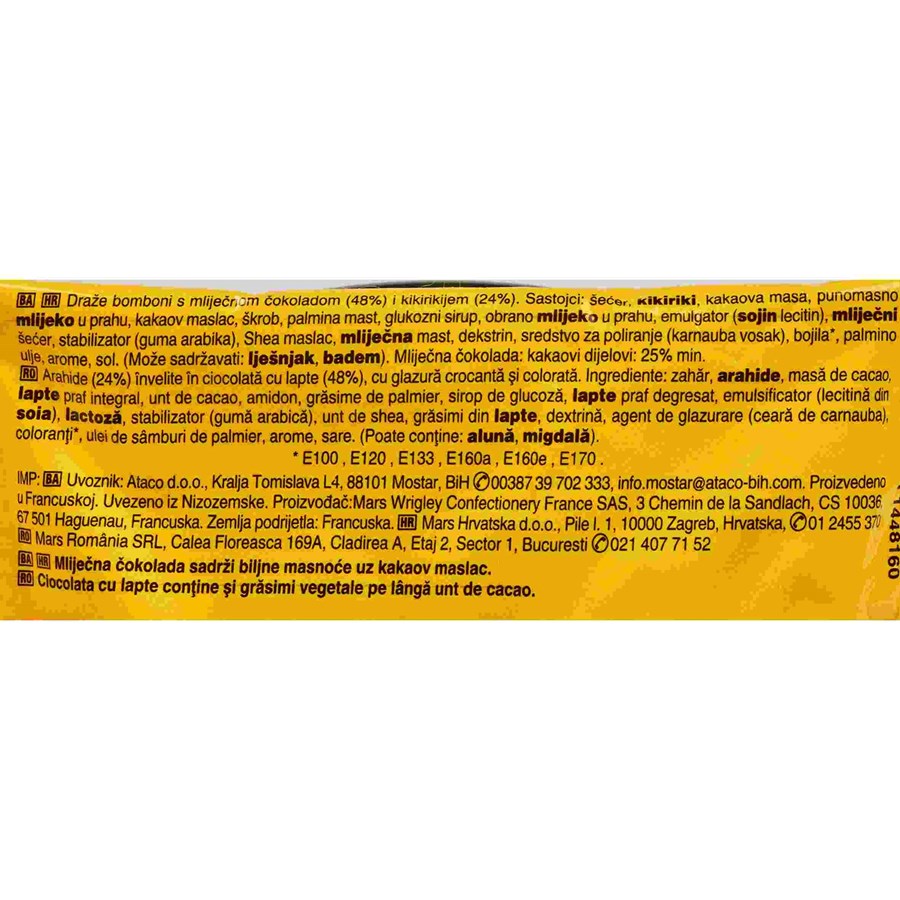 BA HR Draže bomboni s mliječnom čokoladom (48%) i kikirikijem (24%). Sastojci: šećer, kikiriki, kakaova masa, punomasno
mlijeko u prahu, kakaov maslac, škrob, palmina mast, glukozni sirup, obrano mlijeko u prahu, emulgator (sojin lecitin), mliječni
šećer, stabilizator (guma arabika), Shea maslac, mliječna mast, dekstrin, sredstvo za poliranje (karnauba vosak), bojila*, palmino
ulje, arome, sol. (Može sadržavati: lješnjak, badem). Mliječna čokolada: kakaovi dijelovi: 25% min.
RO Arahide (24%) învelite în ciocolată cu lapte (48%), cu glazură crocantă și colorată. Ingrediente: zahăr, arahide, masă de cacao,
lapte praf integral, unt de cacao, amidon, grăsime de palmier, sirop de glucoză, lapte praf degresat, emulsificator (lecitină din
soia), lactoză, stabilizator (gumă arabică), unt de shea, grăsimi din lapte, dextrină, agent de glazurare (ceară de carnauba),
coloranți*, ulei de sâmburi de palmier, arome, sare. (Poate conține: alună, migdală).
* E100 , E120 , E133 , E160a , E160e , E170 .
IMP: BA Uvoznik: Ataco d.o.o., Kralja Tomislava L4, 88101 Mostar, BiH ✆00387 39 702 333, info.mostar@ataco-bih.com. Proizvedeno
u Francuskoj. Uvezeno iz Nizozemske. Proizvođač:Mars Wrigley Confectionery France SAS, 3 Chemin de la Sandlach, CS 10036,
67 501 Haguenau, Francuska. Zemlja podrijetla: Francuska. HR Mars Hrvatska d.o.o., Pile I. 1, 10000 Zagreb, Hrvatska, ✆01 2455 370
RO Mars România SRL, Calea Floreasca 169A, Cladirea A, Etaj 2, Sector 1, Bucuresti ✆021 407 71 52
BA HR Mliječna čokolada sadrži biljne masnoće uz kakaov maslac.
RO Ciocolata cu lapte conține și grăsimi vegetale pe lângă unt de cacao.